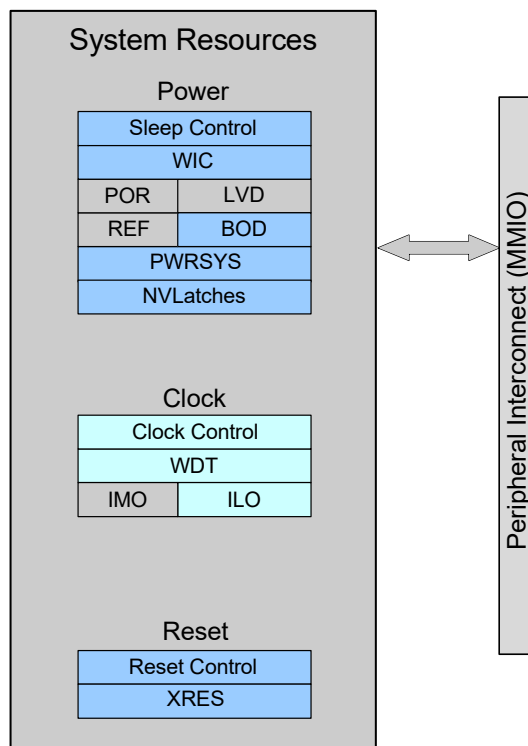 System Resources
Power
Sleep Control
WIC
POR LVD
REF BOD
PWRSYS
NVLatches
Clock
Clock Control
WDT
IMO ILO
Reset
Reset Control
XRES
Peripheral Interconnect (MMIO)